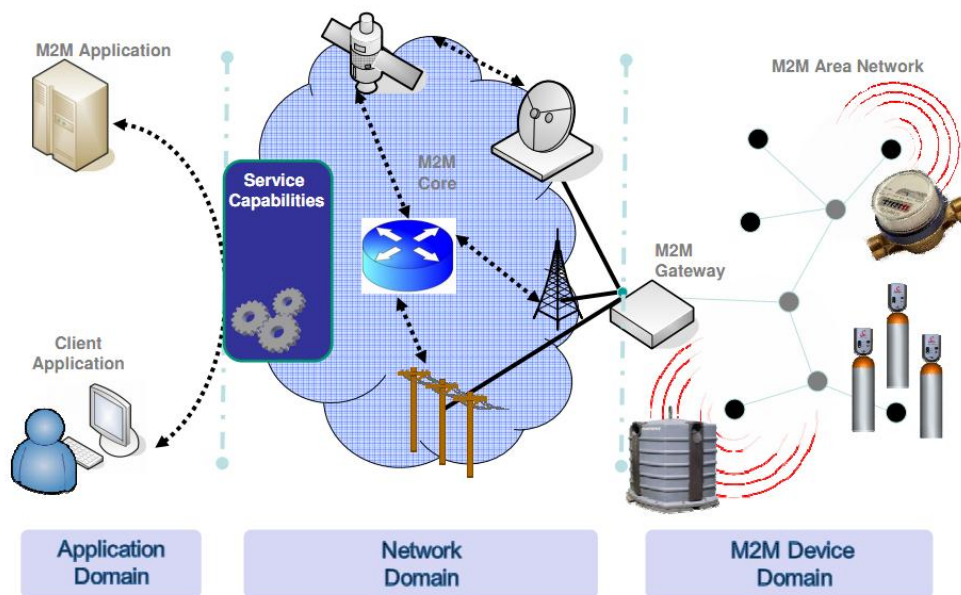 M2M Application
M2M Area Network
M2M
Core
Service
Capabilities
M2M
Gateway
Client
Application
Application
Domain
Network
Domain
M2M Device
Domain